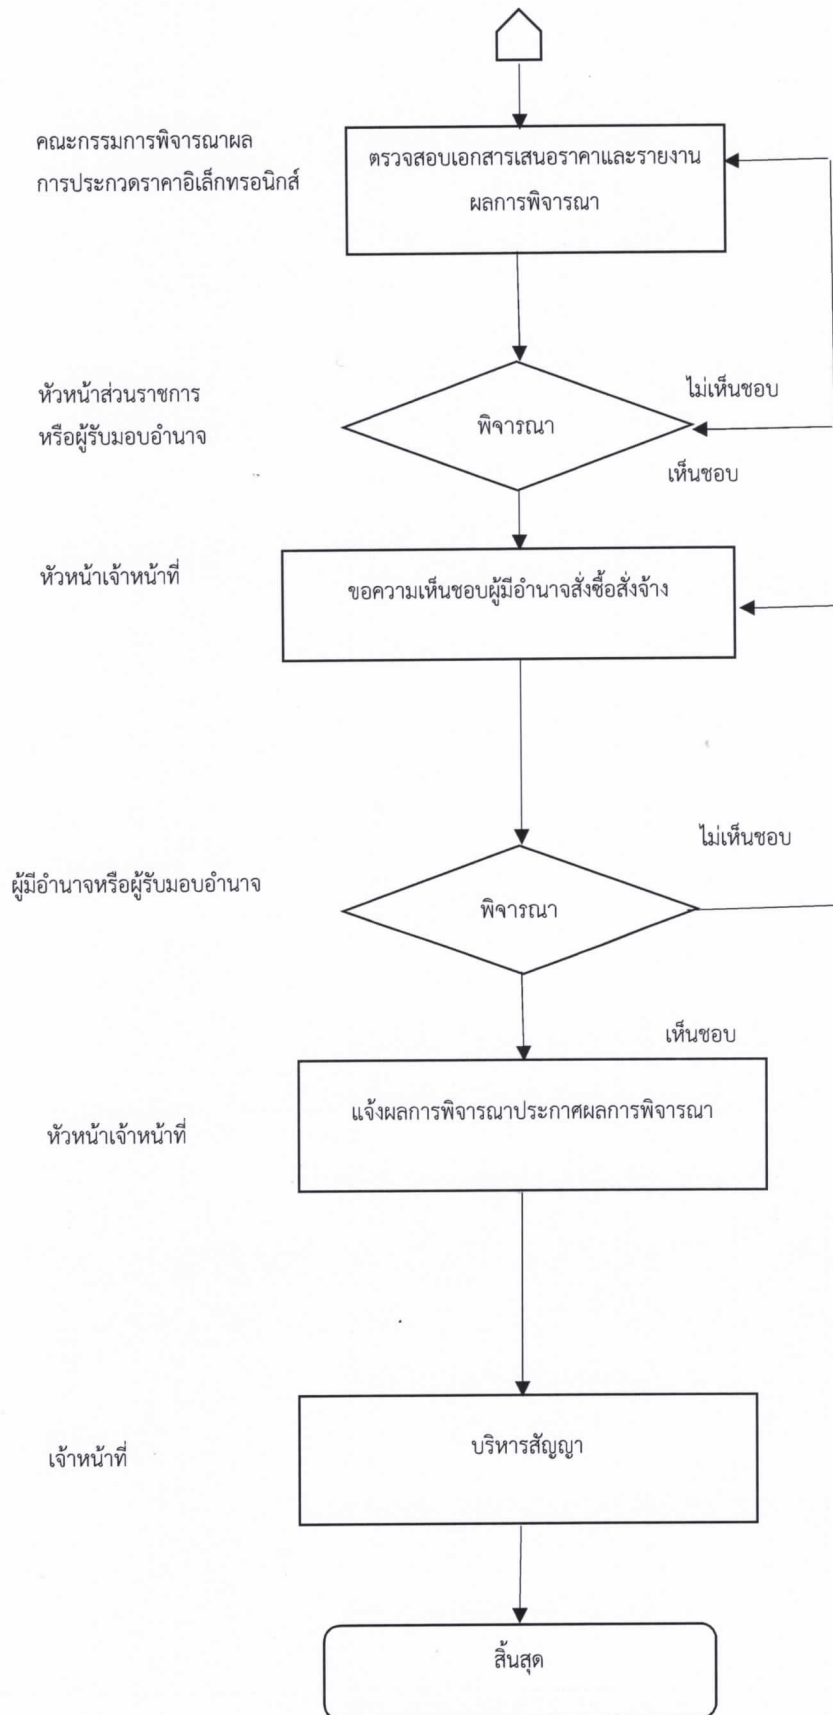 คณะกรรมการพิจารณาผล
การประกวดราคาอิเล็กทรอนิกส์
ตรวจสอบเอกสารเสนอราคาและรายงาน
ผลการพิจารณา
หัวหน้าส่วนราชการ
หรือผู้รับมอบอำนาจ
พิจารณา
ไม่เห็นชอบ
เห็นชอบ
หัวหน้าเจ้าหน้าที่
ขอความเห็นชอบผู้มีอำนาจสั่งซื้อสั่งจ้าง
ไม่เห็นชอบ
ผู้มีอำนาจหรือผู้รับมอบอำนาจ
พิจารณา
เห็นชอบ
แจ้งผลการพิจารณาประกาศผลการพิจารณา
หัวหน้าเจ้าหน้าที่
บริหารสัญญา
เจ้าหน้าที่
สิ้นสุด